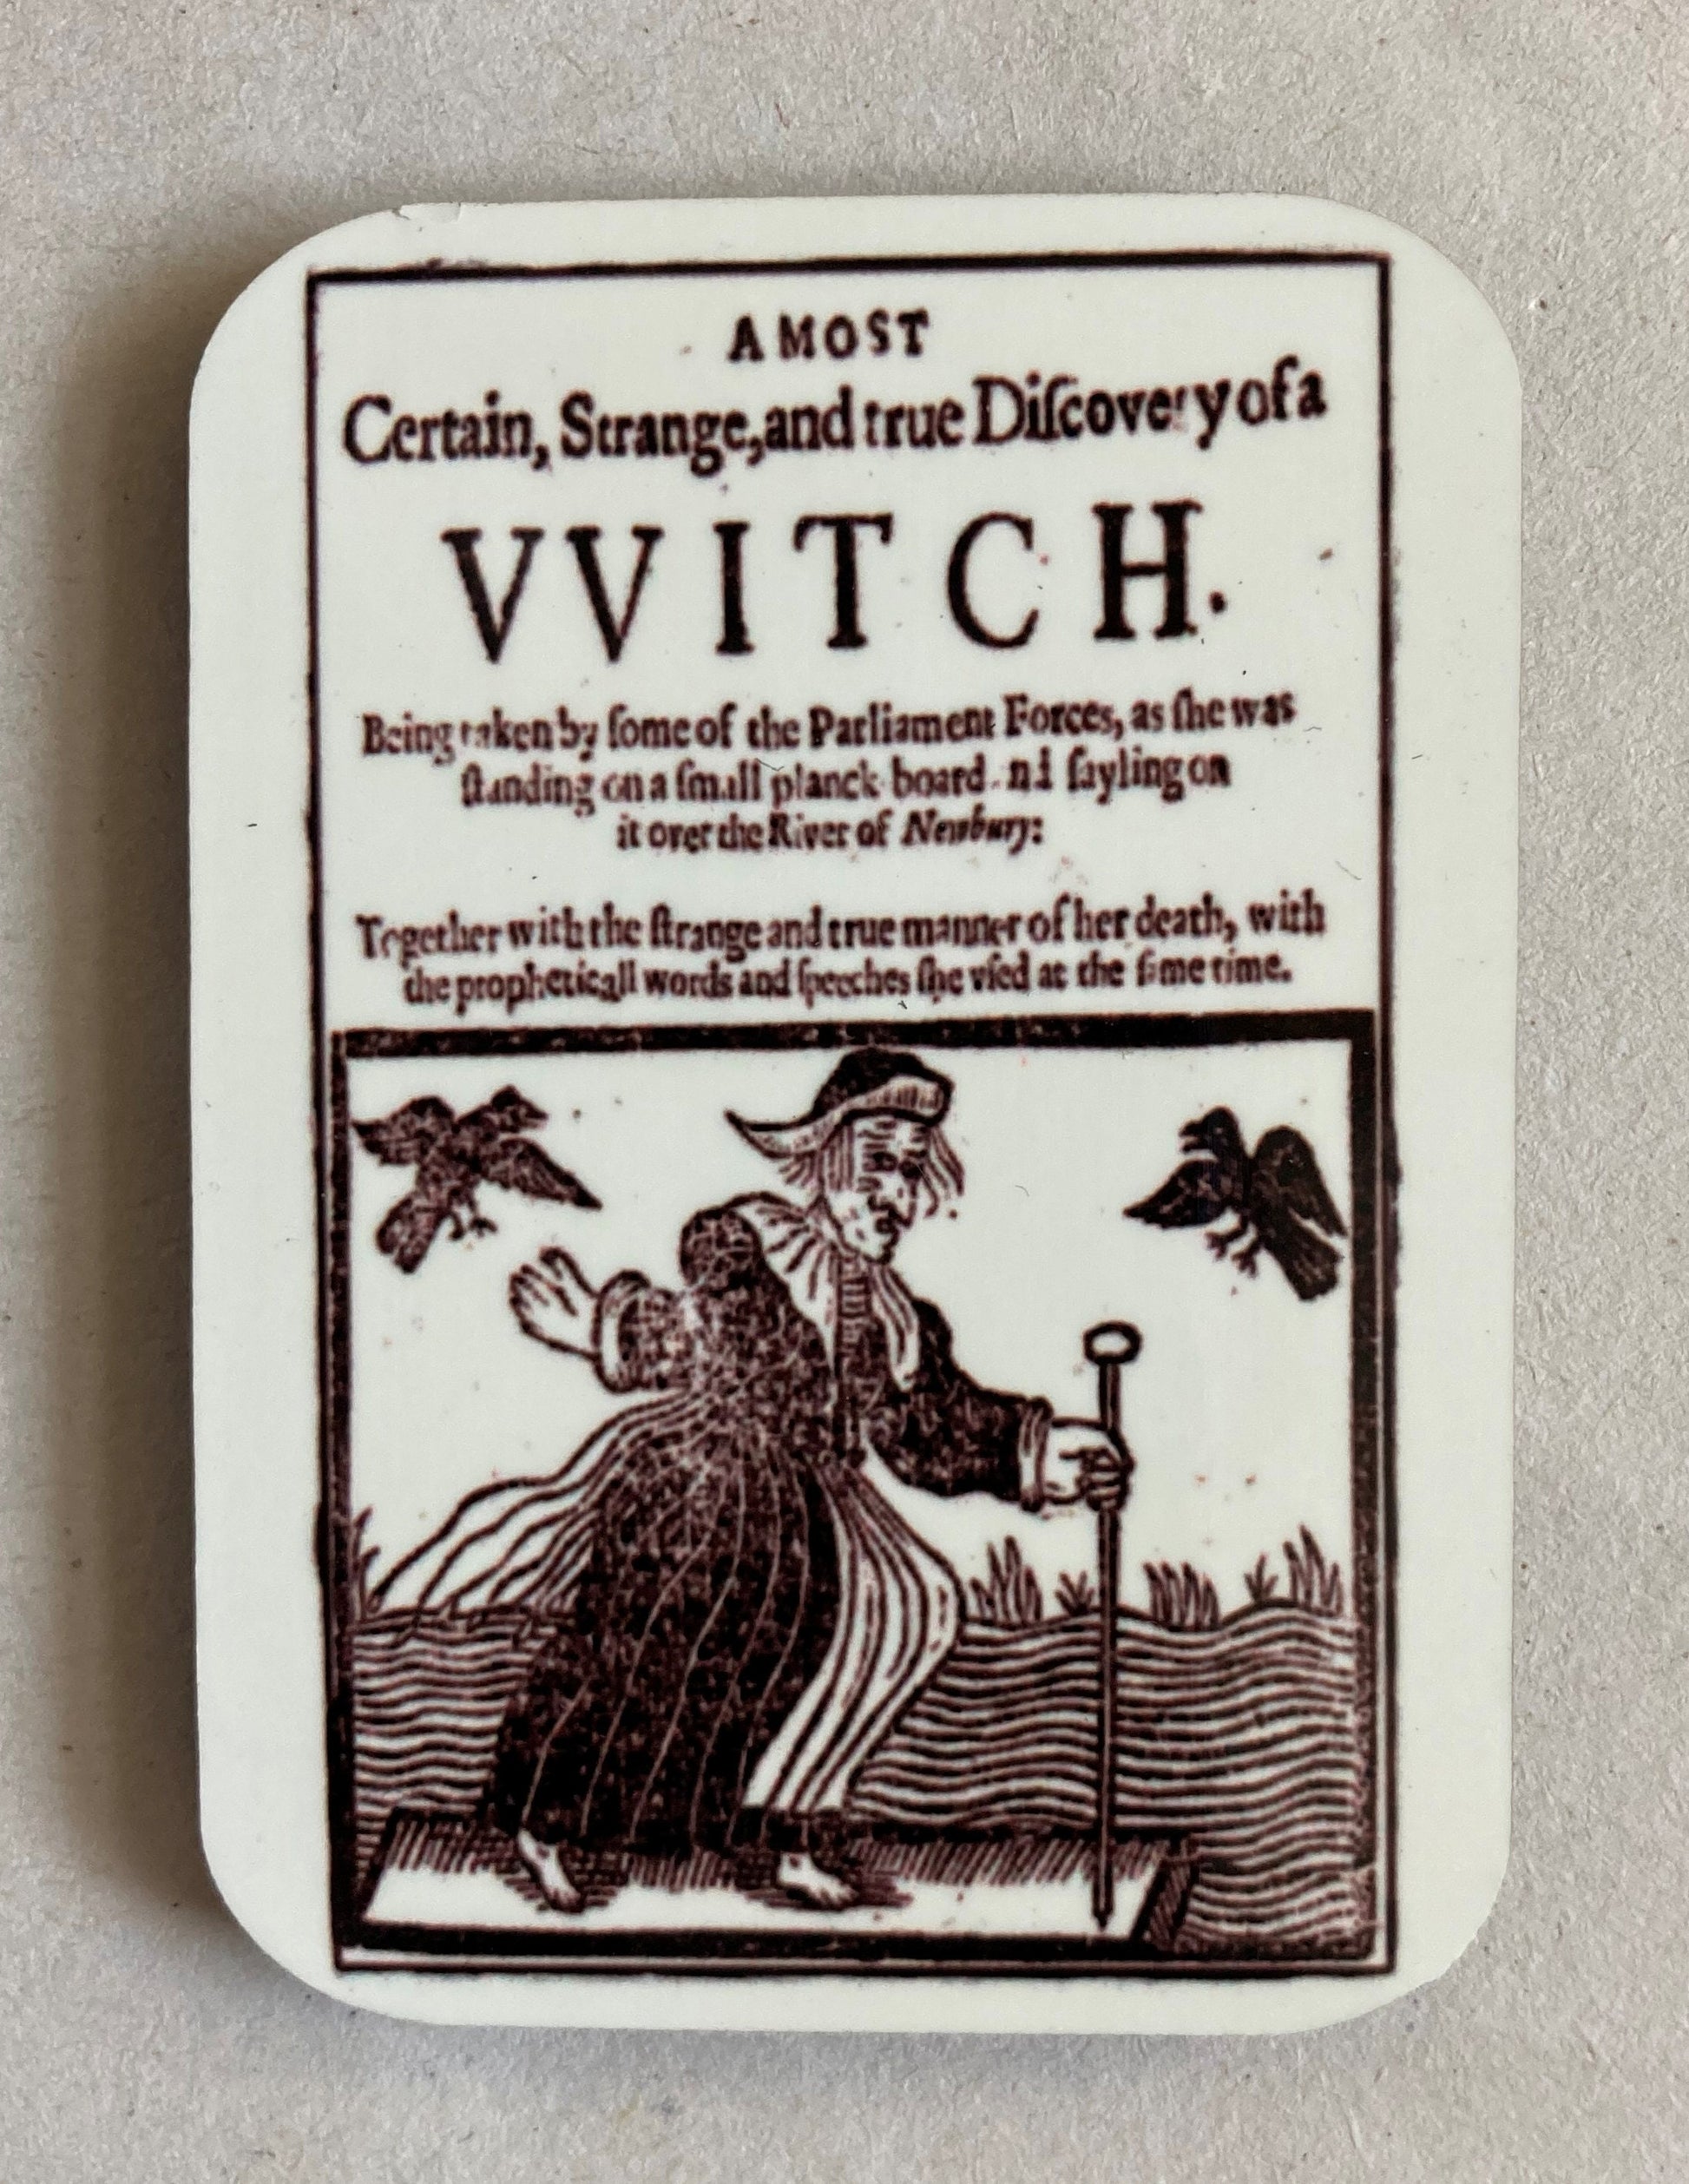 A MOST
Certain, Strange, and true Diſcovery of a
VVITCH.
Being taken by ſome of the Parliament Forces, as ſhe was
ſtanding on a ſmall planck board and ſayling on
it over the River of Newbury:
Together with the ſtrange and true manner of her death, with
the propheticall words and ſpeeches ſhe vſed at the ſame time.